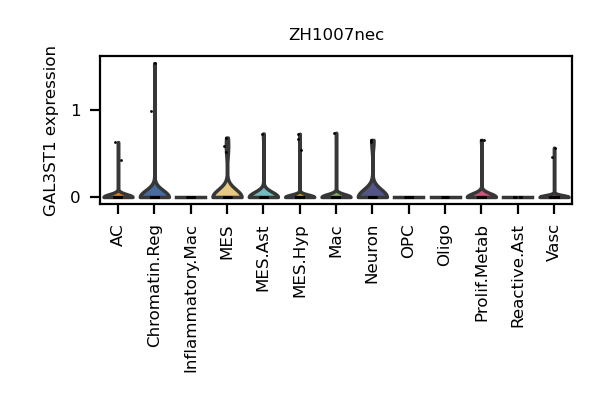 ZH1007nec
GAL3ST1 expression
1
0
AC
Chromatin.Reg
Inflammatory.Mac
MES
MES.Ast
MES.Hyp
Mac
Neuron
OPC
Oligo
Prolif.Metab
Reactive.Ast
Vasc